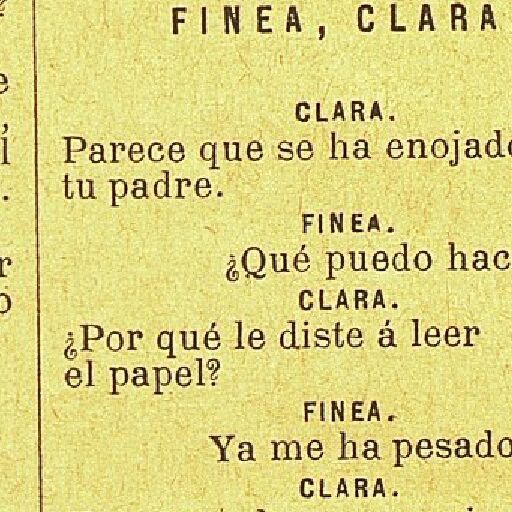 FINEA, CLARA
CLARA.
Parece que se ha enojad
tu padre.
FINEA.
¿Qué puedo hac
CLARA.
¿Por qué le diste á leer
el papel?
FINEA.
Ya me ha pesado
CLARA.